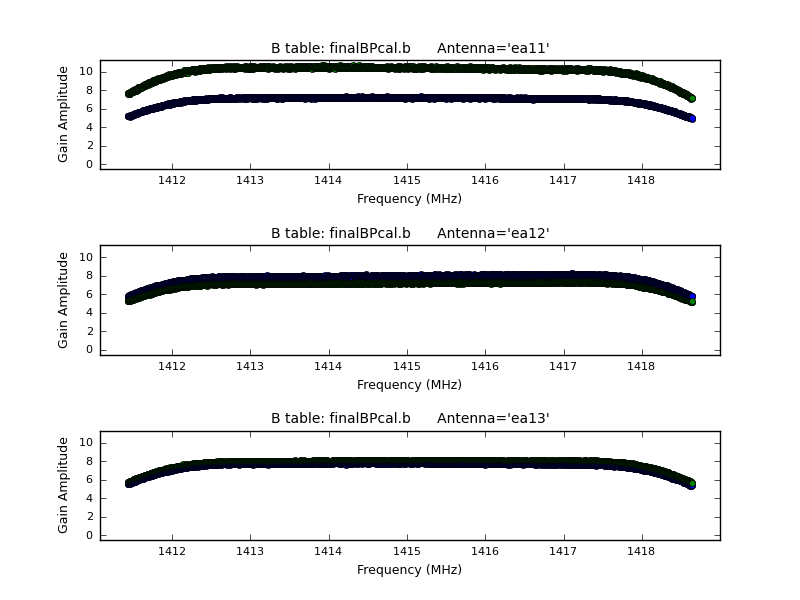 B table: finalBPcal.b Antenna='ea11'
10
8
6
4
2
0
Gain Amplitude
1412 1413 1414 1415 1416 1417 1418
Frequency (MHz)
B table: finalBPcal.b Antenna='ea12'
10
8
6
4
2
0
Gain Amplitude
1412 1413 1414 1415 1416 1417 1418
Frequency (MHz)
B table: finalBPcal.b Antenna='ea13'
10
8
6
4
2
0
Gain Amplitude
1412 1413 1414 1415 1416 1417 1418
Frequency (MHz)